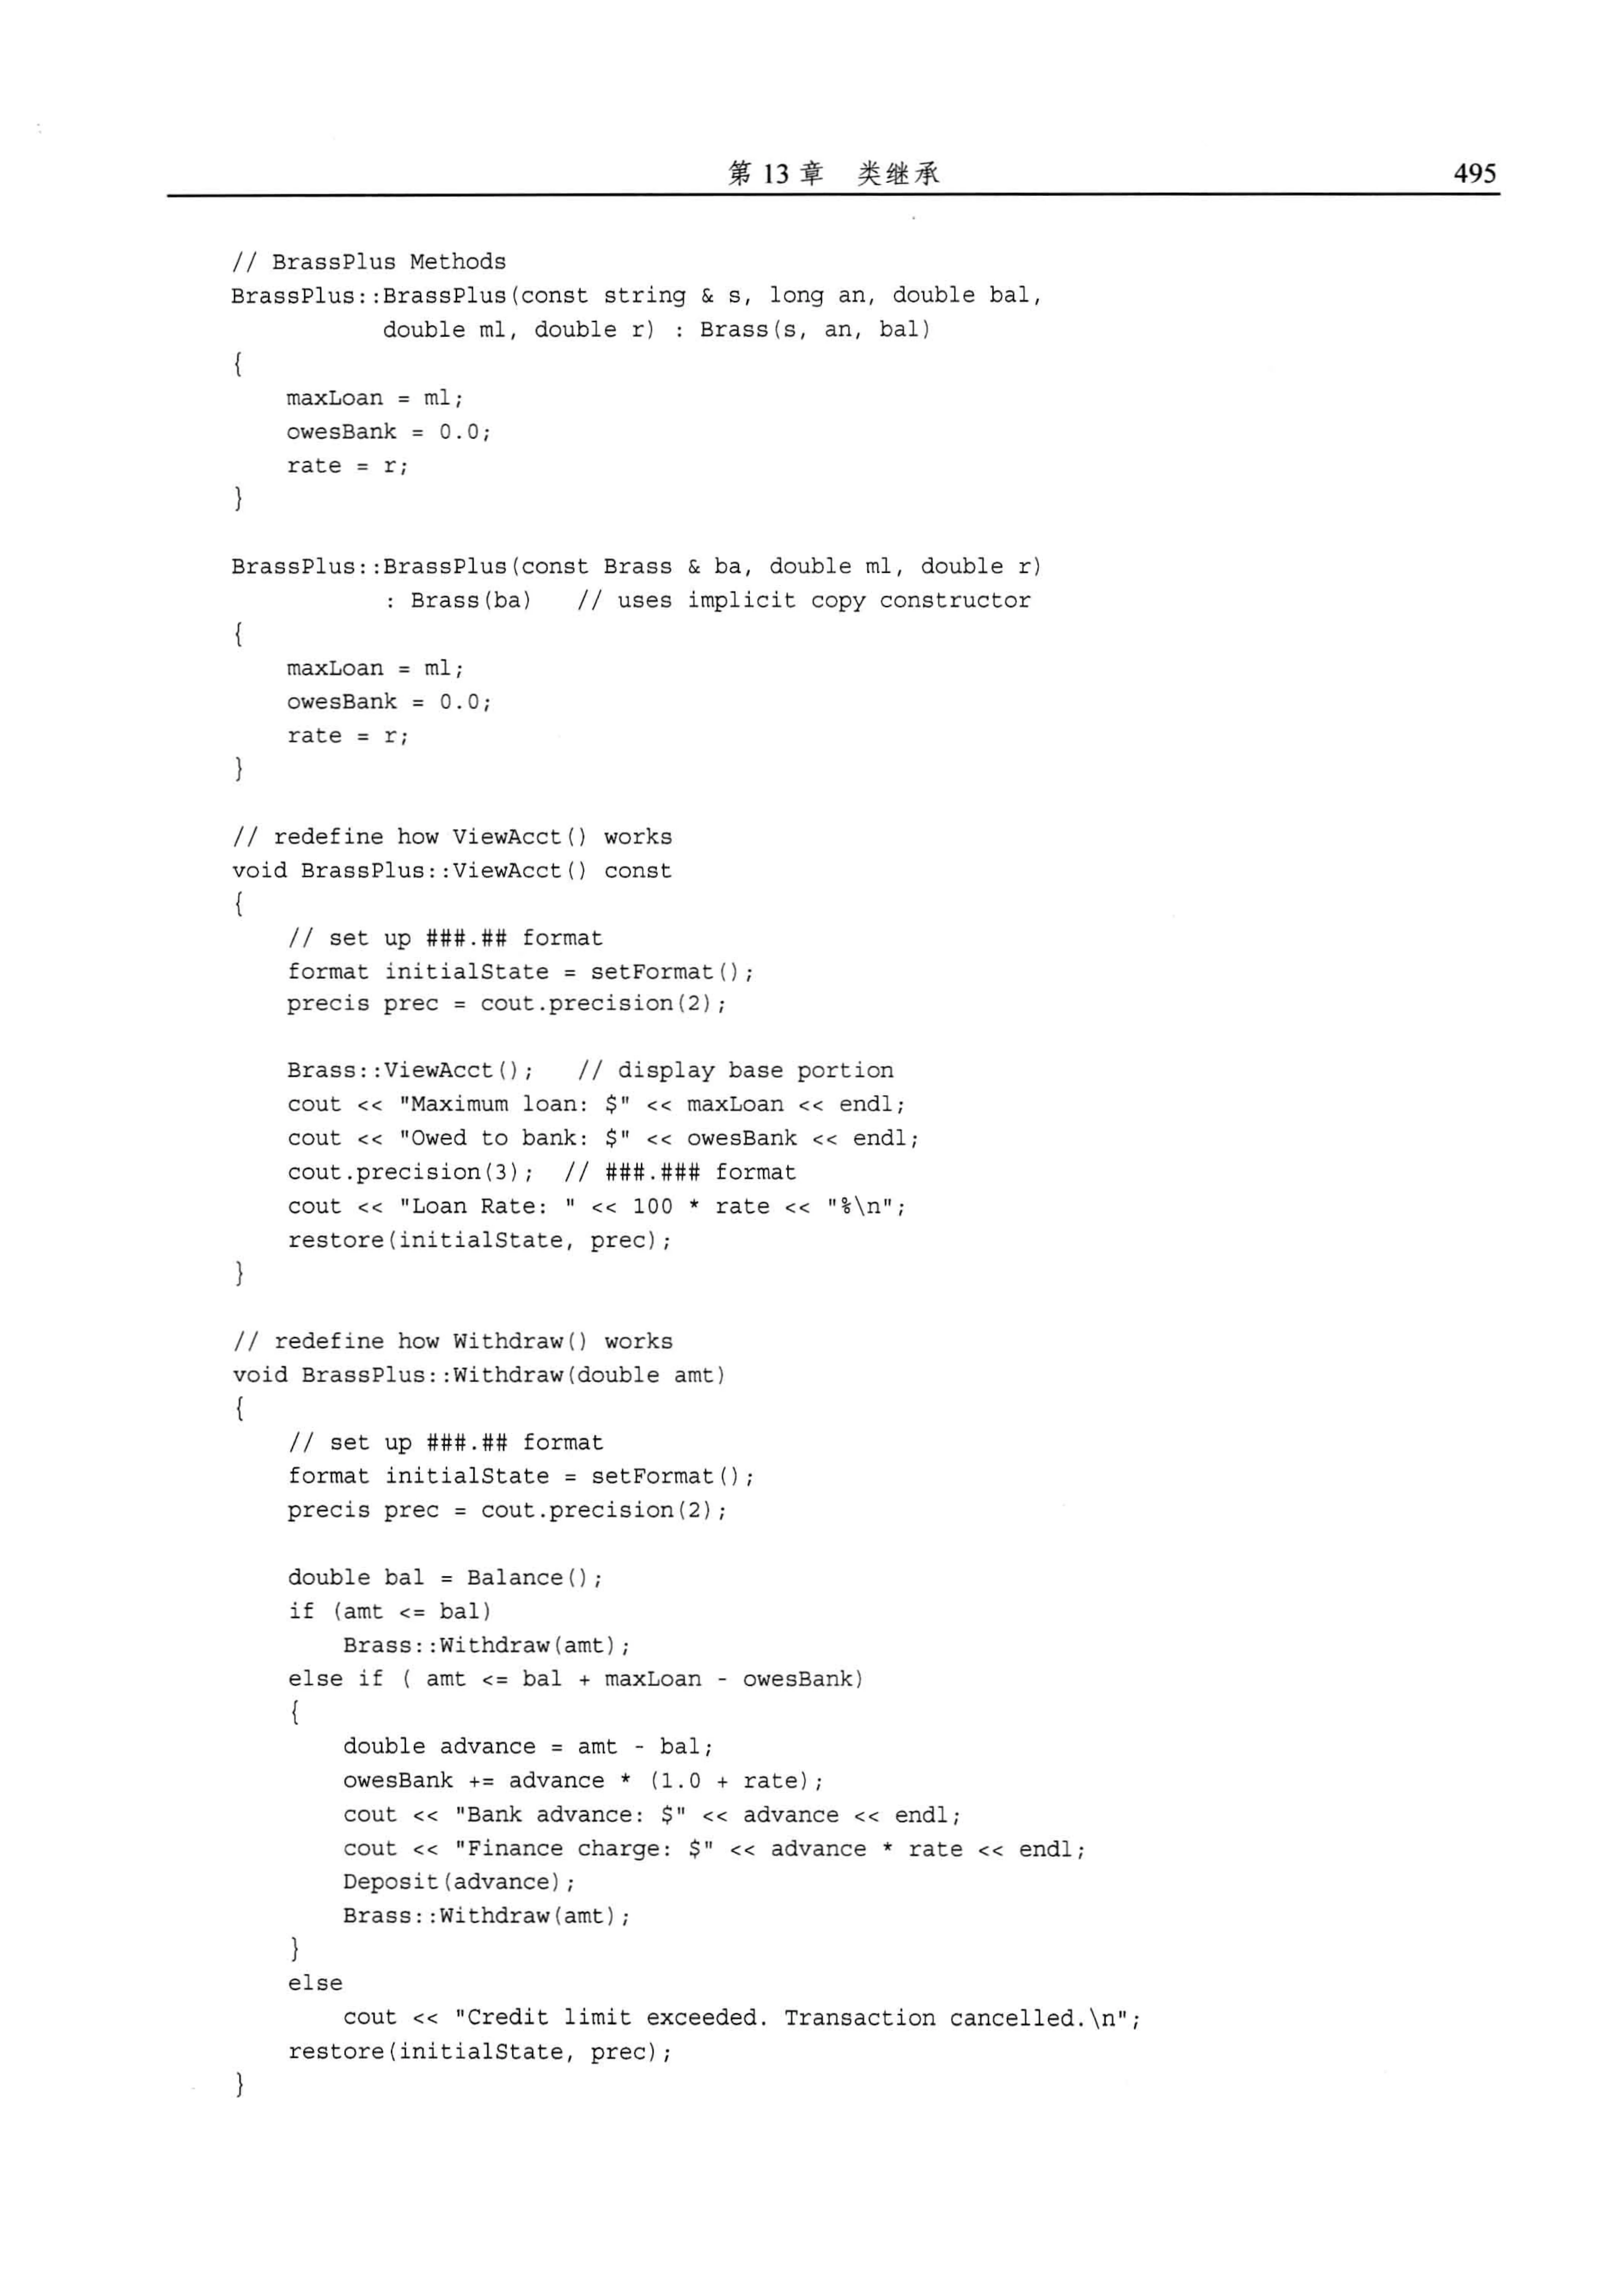 第 13 章 类继承 495
// BrassPlus Methods
BrassPlus::BrassPlus(const string & s, long an, double bal,
           double ml, double r) : Brass(s, an, bal)
{
    maxLoan = ml;
    owesBank = 0.0;
    rate = r;
}
BrassPlus::BrassPlus(const Brass & ba, double ml, double r)
           : Brass(ba)   // uses implicit copy constructor
{
    maxLoan = ml;
    owesBank = 0.0;
    rate = r;
}
// redefine how ViewAcct() works
void BrassPlus::ViewAcct() const
{
    // set up ###.## format
    format initialState = setFormat();
    precis prec = cout.precision(2);
    Brass::ViewAcct();   // display base portion
    cout << "Maximum loan: $" << maxLoan << endl;
    cout << "Owed to bank: $" << owesBank << endl;
    cout.precision(3);  // ###.### format
    cout << "Loan Rate: " << 100 * rate << "%\n";
    restore(initialState, prec);
}
// redefine how Withdraw() works
void BrassPlus::Withdraw(double amt)
{
    // set up ###.## format
    format initialState = setFormat();
    precis prec = cout.precision(2);
    double bal = Balance();
    if (amt <= bal)
        Brass::Withdraw(amt);
    else if ( amt <= bal + maxLoan - owesBank)
    {
        double advance = amt - bal;
        owesBank += advance * (1.0 + rate);
        cout << "Bank advance: $" << advance << endl;
        cout << "Finance charge: $" << advance * rate << endl;
        Deposit(advance);
        Brass::Withdraw(amt);
    }
    else
        cout << "Credit limit exceeded. Transaction cancelled.\n";
    restore(initialState, prec);
}